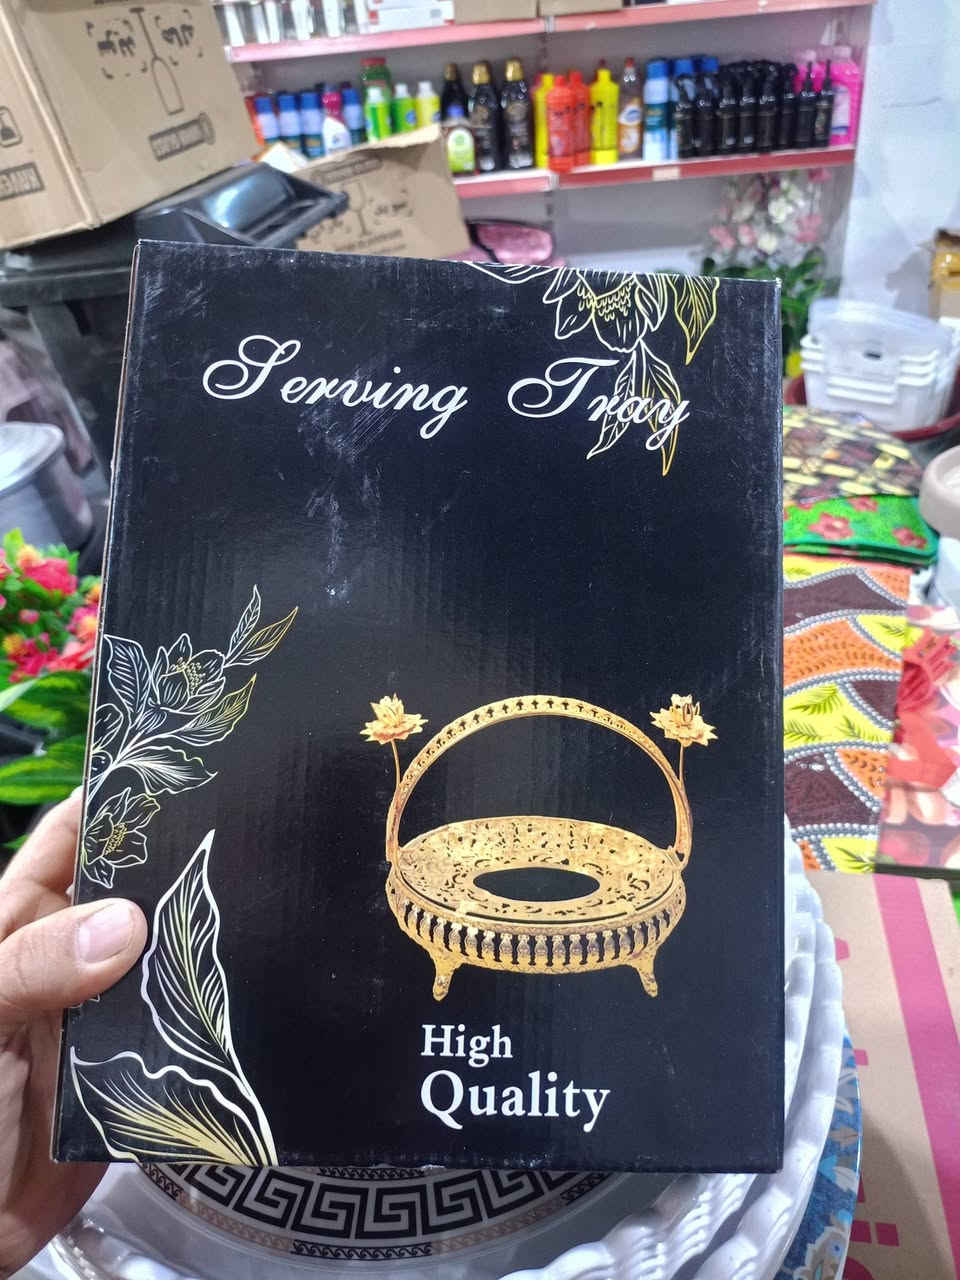 Serving Tray
High
Quality